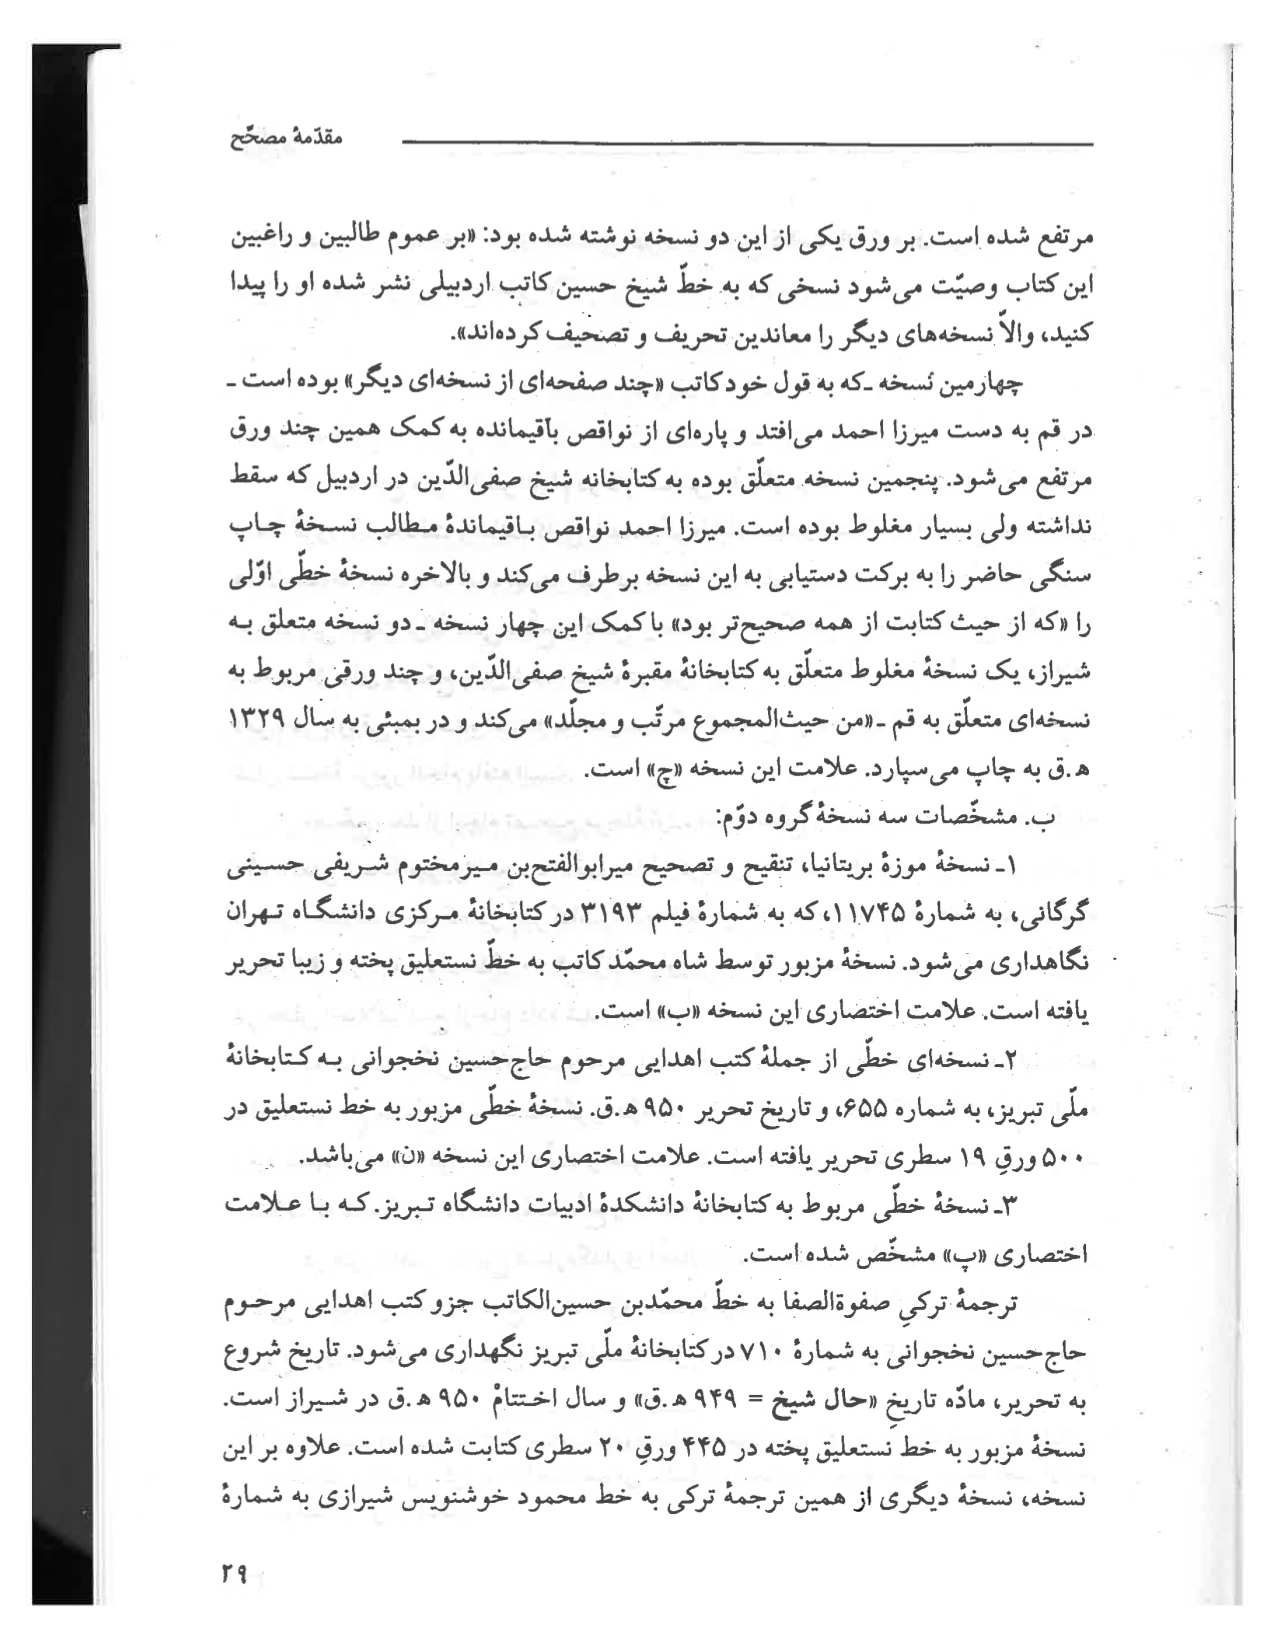 مقدّمهٔ مصحّح
مرتفع شده است. بر ورق یکی از این دو نسخه نوشته شده بود: «بر عموم طالبین و راغبین
این کتاب وصیّت می‌شود نسخی که به خطّ شیخ حسین کاتب اردبیلی نشر شده او را پیدا
کنید، والاّ نسخه‌های دیگر را معاندین تحریف و تصحیف کرده‌اند».
چهارمین نسخه ـ که به قول خود کاتب «چند صفحه‌ای از نسخه‌ای دیگر» بوده است ـ
در قم به دست میرزا احمد می‌افتد و پاره‌ای از نواقص باقیمانده به کمک همین چند ورق
مرتفع می‌شود. پنجمین نسخه متعلّق بوده به کتابخانه شیخ صفی‌الدّین در اردبیل که سقط
نداشته ولی بسیار مغلوط بوده است. میرزا احمد نواقص باقیماندهٔ مطالب نسخهٔ چاپ
سنگی حاضر را به برکت دستیابی به این نسخه برطرف می‌کند و بالاخره نسخهٔ خطّی اوّلی
را «که از حیث کتابت از همه صحیح‌تر بود» با کمک این چهار نسخه ـ دو نسخه متعلق به
شیراز، یک نسخهٔ مغلوط متعلّق به کتابخانهٔ مقبرهٔ شیخ صفی‌الدّین، و چند ورقی مربوط به
نسخه‌ای متعلّق به قم ـ «من حیث‌المجموع مرتّب و مجلّد» می‌کند و در بمبئی به سال ۱۳۲۹
ه‍.ق به چاپ می‌سپارد. علامت این نسخه «چ» است.
ب. مشخّصات سه نسخهٔ گروه دوّم:
۱ـ نسخهٔ موزهٔ بریتانیا، تنقیح و تصحیح میرابوالفتح‌بن میرمختوم شریفی حسینی
گرگانی، به شمارهٔ ۱۱۷۴۵، که به شمارهٔ فیلم ۳۱۹۳ در کتابخانهٔ مرکزی دانشگاه تهران
نگاهداری می‌شود. نسخهٔ مزبور توسط شاه محمّد کاتب به خطّ نستعلیق پخته و زیبا تحریر
یافته است. علامت اختصاری این نسخه «ب» است.
۲ـ نسخه‌ای خطّی از جملهٔ کتب اهدایی مرحوم حاج‌حسین نخجوانی به کتابخانهٔ
ملّی تبریز، به شماره ۶۵۵، و تاریخ تحریر ۹۵۰ ه‍.ق. نسخهٔ خطّی مزبور به خط نستعلیق در
۵۰۰ ورقِ ۱۹ سطری تحریر یافته است. علامت اختصاری این نسخه «ن» می‌باشد.
۳ـ نسخهٔ خطّی مربوط به کتابخانهٔ دانشکدهٔ ادبیات دانشگاه تبریز. که با علامت
اختصاری «پ» مشخّص شده است.
ترجمهٔ ترکیِ صفوةالصفا به خطّ محمّدبن حسین‌الکاتب جزو کتب اهدایی مرحوم
حاج‌حسین نخجوانی به شمارهٔ ۷۱۰ در کتابخانهٔ ملّی تبریز نگهداری می‌شود. تاریخ شروع
به تحریر، مادّه تاریخِ «حال شیخ = ۹۴۹ ه‍.ق» و سال اختتام ۹۵۰ ه‍.ق در شیراز است.
نسخهٔ مزبور به خط نستعلیق پخته در ۴۴۵ ورقِ ۲۰ سطری کتابت شده است. علاوه بر این
نسخه، نسخهٔ دیگری از همین ترجمهٔ ترکی به خط محمود خوشنویس شیرازی به شمارهٔ
۲۹